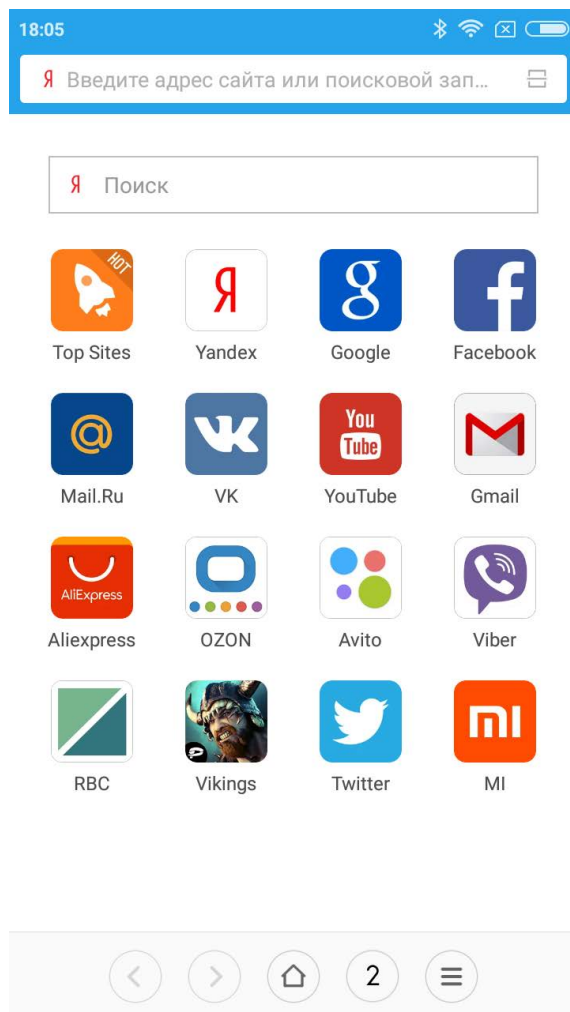 18:05
Я Введите адрес сайта или поисковой зап...
Я Поиск
HOT
Я
g
f
Top Sites Yandex Google Facebook
@
You
Tube
Mail.Ru VK YouTube Gmail
AliExpress
Aliexpress OZON Avito Viber
mi
RBC Vikings Twitter MI
2